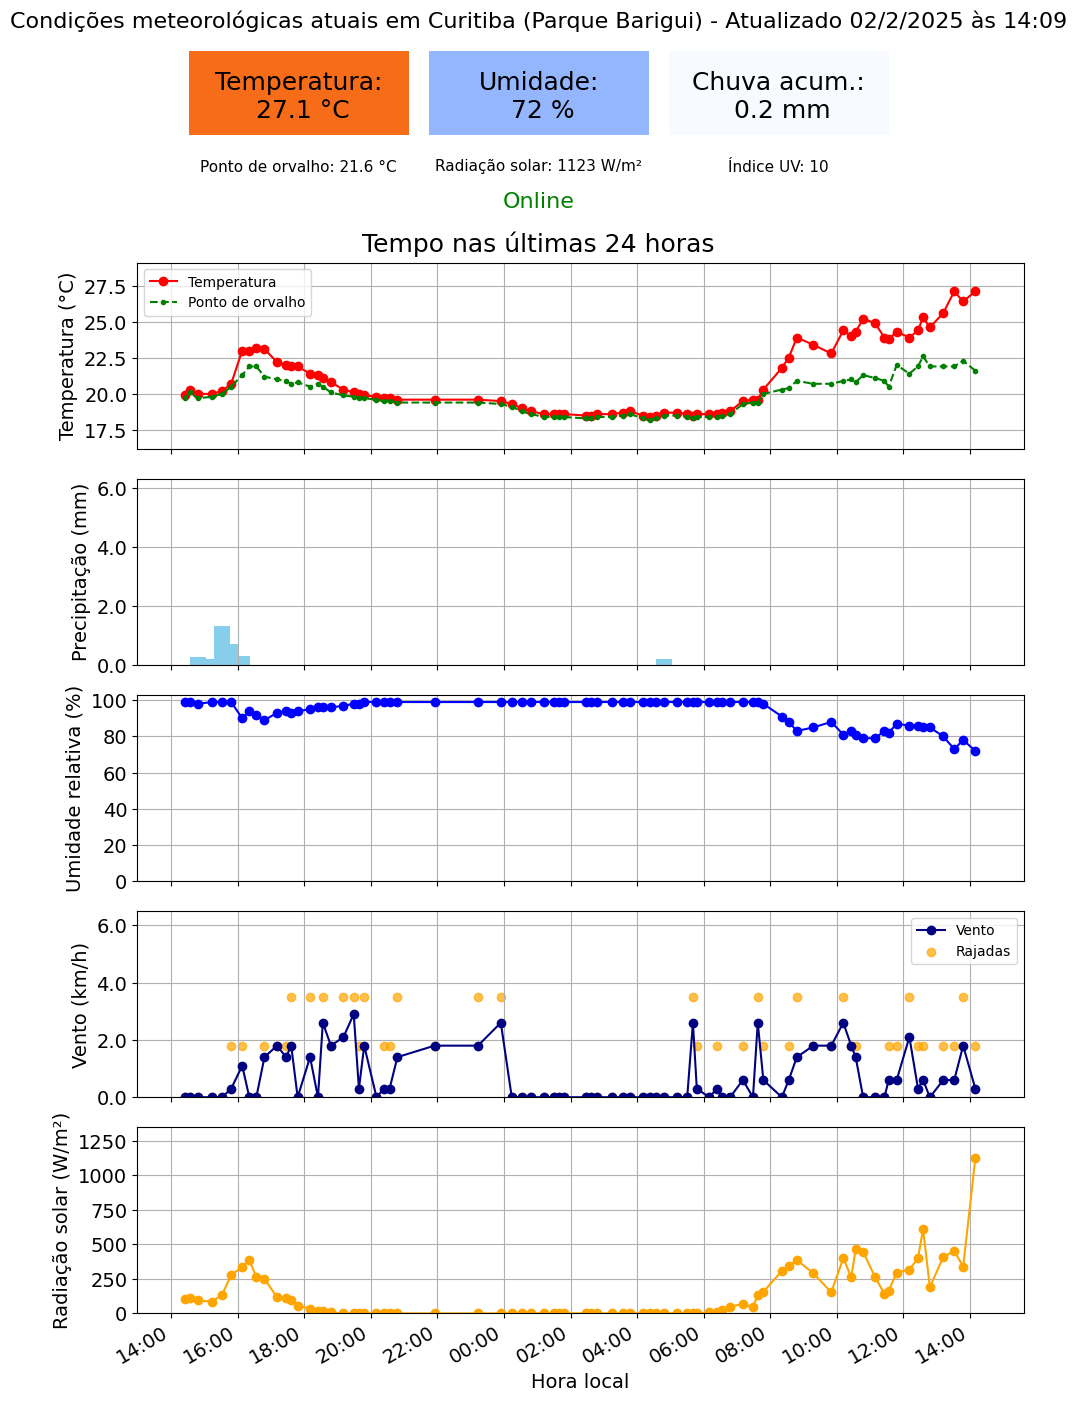 Condições meteorológicas atuais em Curitiba (Parque Barigui) - Atualizado 02/2/2025 às 14:09
Temperatura:
27.1 °C
Umidade:
72 %
Chuva acum.:
0.2 mm
Ponto de orvalho: 21.6 °C
Radiação solar: 1123 W/m²
Índice UV: 10
Online
Tempo nas últimas 24 horas
Temperatura (°C)
27.5
25.0
22.5
20.0
17.5
Temperatura
Ponto de orvalho
Precipitação (mm)
6.0
4.0
2.0
0.0
Umidade relativa (%)
100
80
60
40
20
0
Vento (km/h)
6.0
4.0
2.0
0.0
Vento
Rajadas
Radiação solar (W/m²)
1250
1000
750
500
250
0
14:00
16:00
18:00
20:00
22:00
00:00
02:00
04:00
06:00
08:00
10:00
12:00
14:00
Hora local